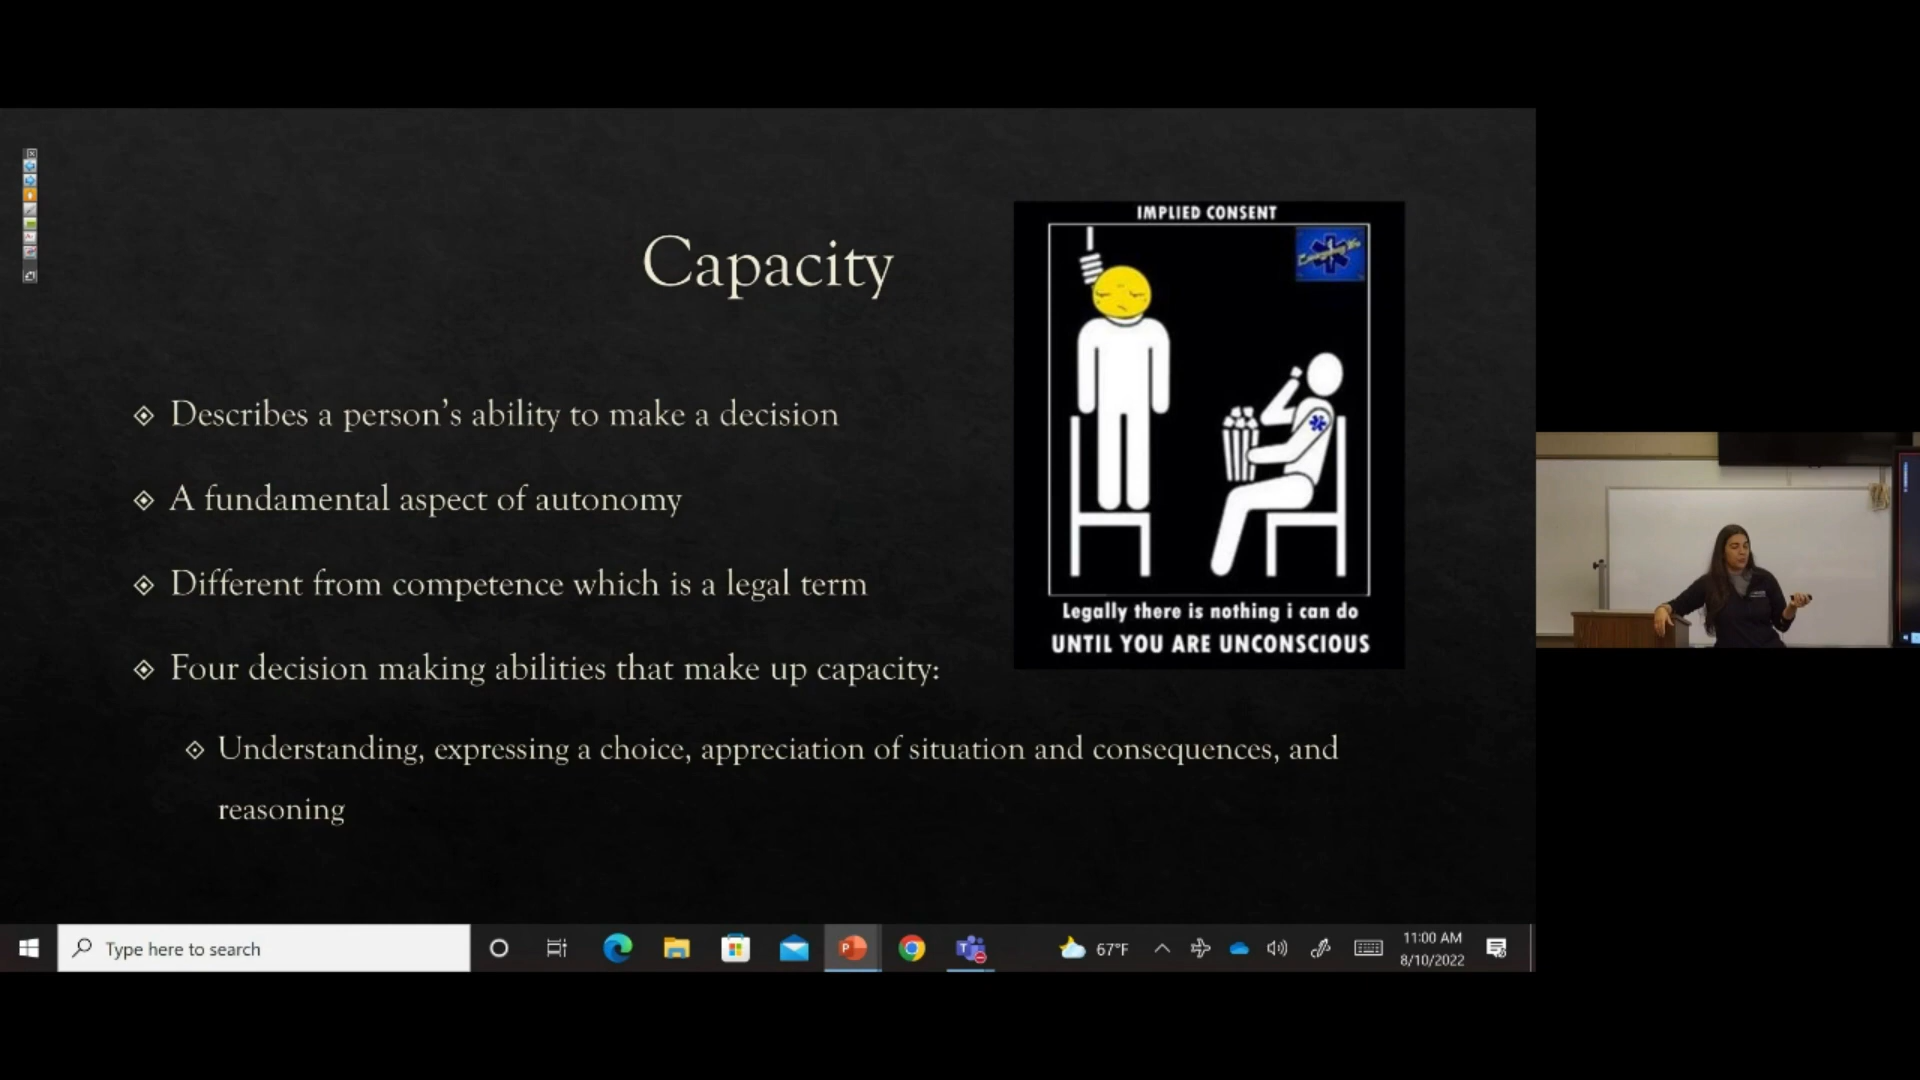 Capacity
Describes a person's ability to make a decision
A fundamental aspect of autonomy
Different from competence which is a legal term
Four decision making abilities that make up capacity:
Understanding, expressing a choice, appreciation of situation and consequences, and
reasoning
IMPLIED CONSENT
Legally there is nothing i can do
UNTIL YOU ARE UNCONSCIOUS
Type here to search
67°F
11:00 AM
8/10/2022